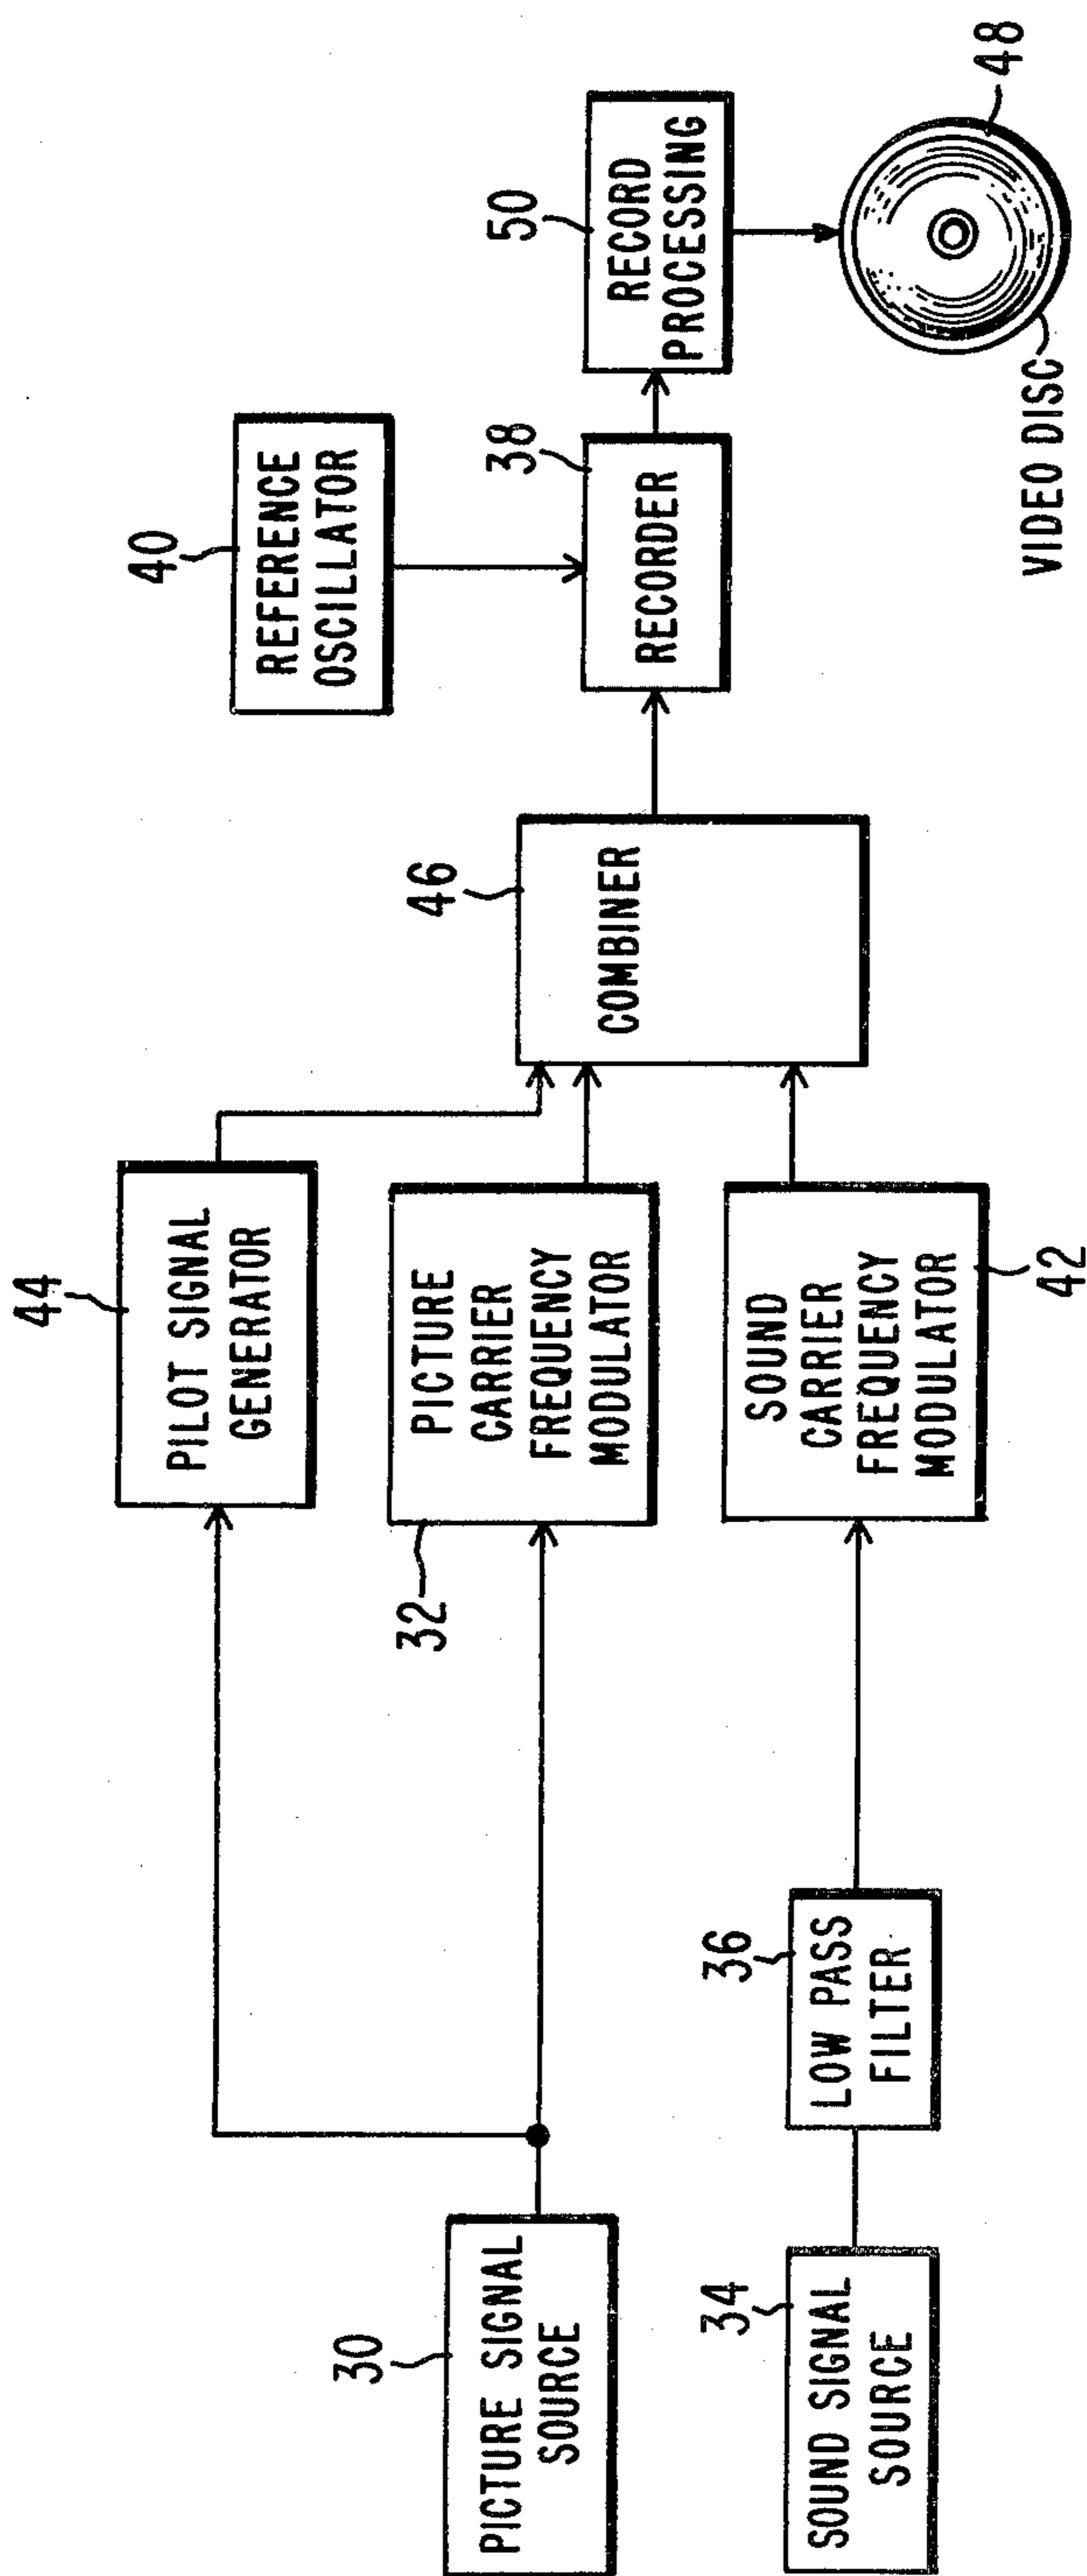 44
PILOT SIGNAL
GENERATOR
40
REFERENCE
OSCILLATOR
30
PICTURE SIGNAL
SOURCE
32
PICTURE
CARRIER
FREQUENCY
MODULATOR
46
COMBINER
38
RECORDER
50
RECORD
PROCESSING
34
SOUND SIGNAL
SOURCE
36
LOW PASS
FILTER
SOUND
CARRIER
FREQUENCY
MODULATOR
42
VIDEO DISC
48